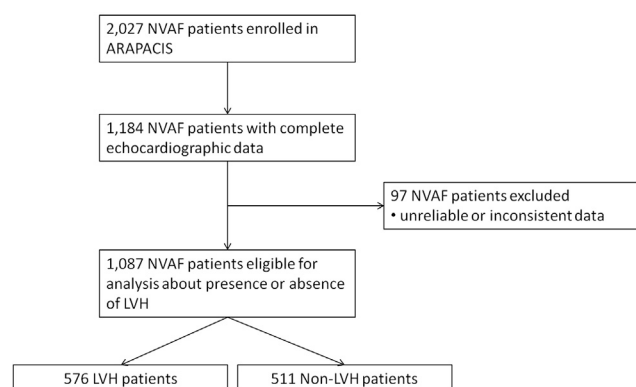 2,027 NVAF patients enrolled in
ARAPACIS
1,184 NVAF patients with complete
echocardiographic data
97 NVAF patients excluded
• unreliable or inconsistent data
1,087 NVAF patients eligible for
analysis about presence or absence
of LVH
576 LVH patients
511 Non-LVH patients